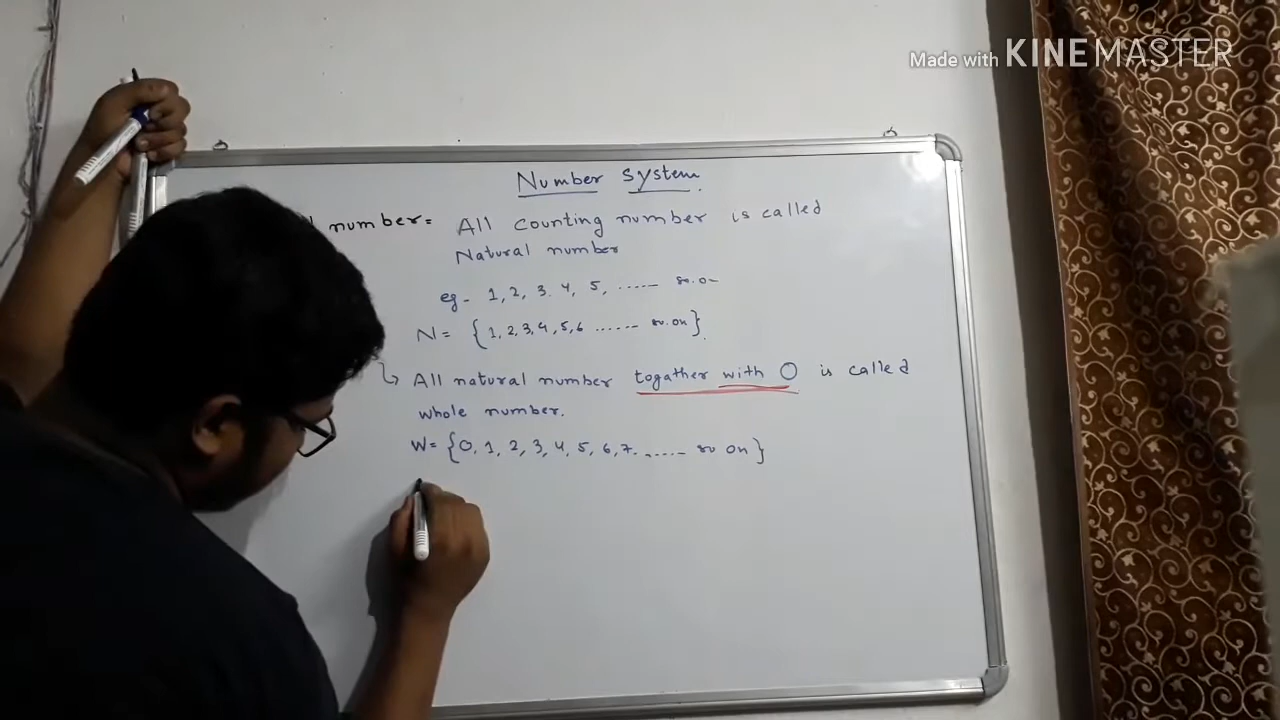 Made with KINEMASTER
Number system
number= All counting number is called
Natural number
eg- 1, 2, 3. 4, 5, ...... so.on
N= {1, 2, 3, 4, 5, 6 ...... so.on}.
All natural number togather with 0 is called
whole number.
W= {0, 1, 2, 3, 4, 5, 6, 7. ,..... so on}